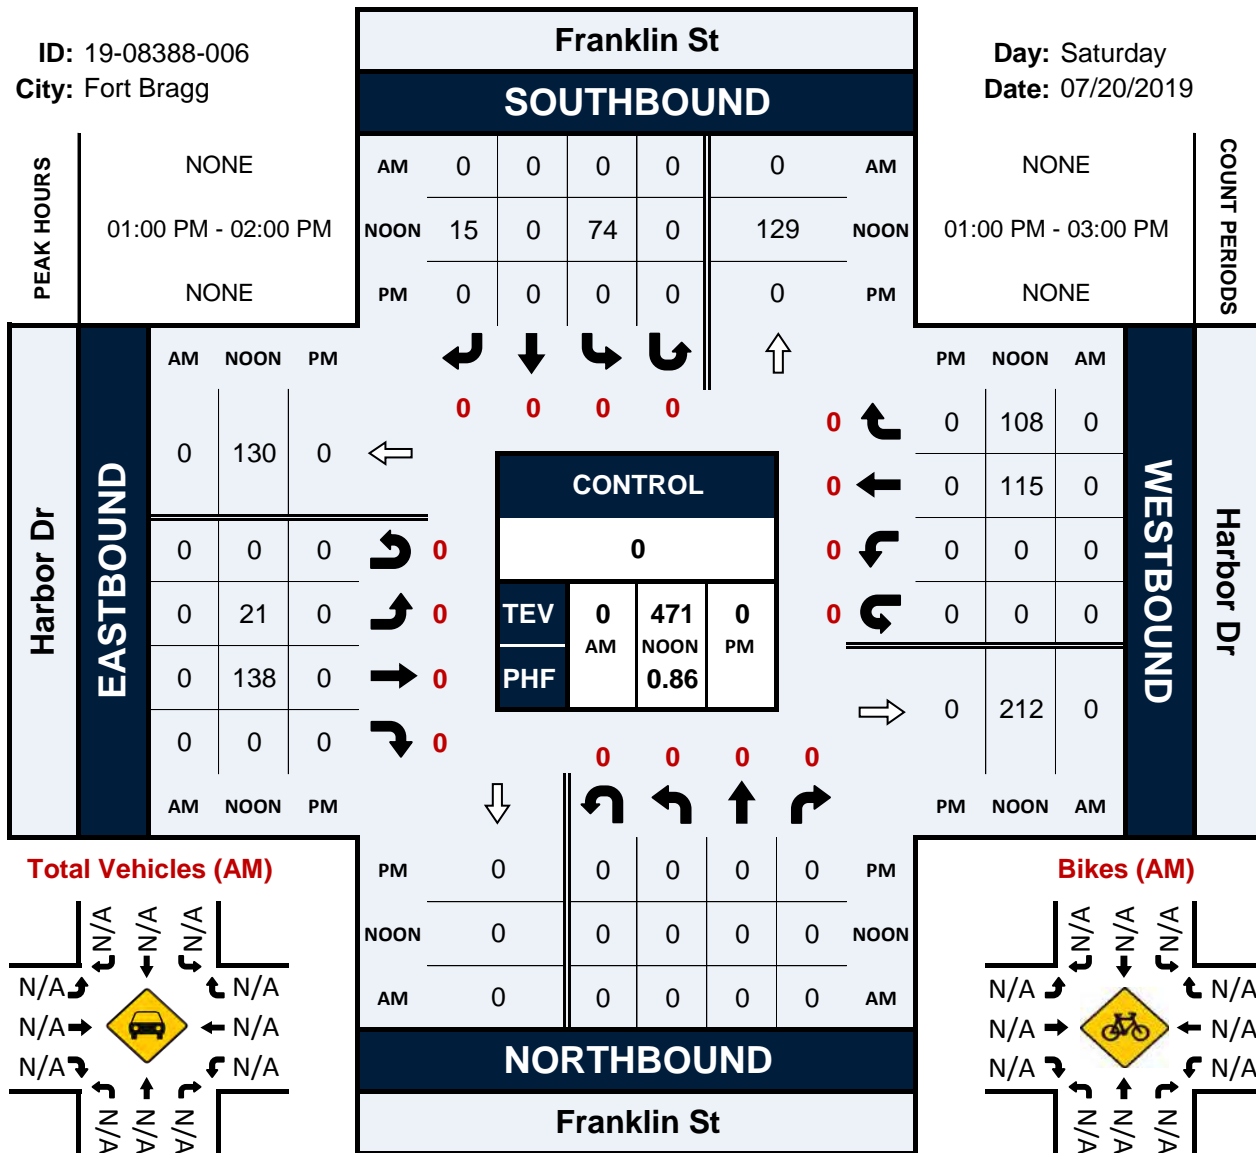 ID: 19-08388-006
City: Fort Bragg
Franklin St
SOUTHBOUND
Day: Saturday
Date: 07/20/2019
PEAK HOURS
NONE
01:00 PM - 02:00 PM
NONE
AM 0 0 0 0 0 AM
NOON 15 0 74 0 129 NOON
PM 0 0 0 0 0 PM
NONE
01:00 PM - 03:00 PM
NONE
COUNT PERIODS
0 0 0 0
Harbor Dr
EASTBOUND
AM NOON PM
0 130 0
0 0 0 0
0 21 0 0
0 138 0 0
0 0 0 0
AM NOON PM
CONTROL
0
TEV 0 471 0
AM NOON PM
PHF 0.86
PM NOON AM
0 0 108 0
0 0 115 0
0 0 0 0
0 0 0 0
0 212 0
PM NOON AM
WESTBOUND
Harbor Dr
0 0 0 0
PM 0 0 0 0 0 PM
NOON 0 0 0 0 0 NOON
AM 0 0 0 0 0 AM
NORTHBOUND
Franklin St
Total Vehicles (AM)
N/A N/A N/A
N/A N/A
N/A N/A
N/A N/A
N/A N/A N/A
Bikes (AM)
N/A N/A N/A
N/A N/A
N/A N/A
N/A N/A
N/A N/A N/A